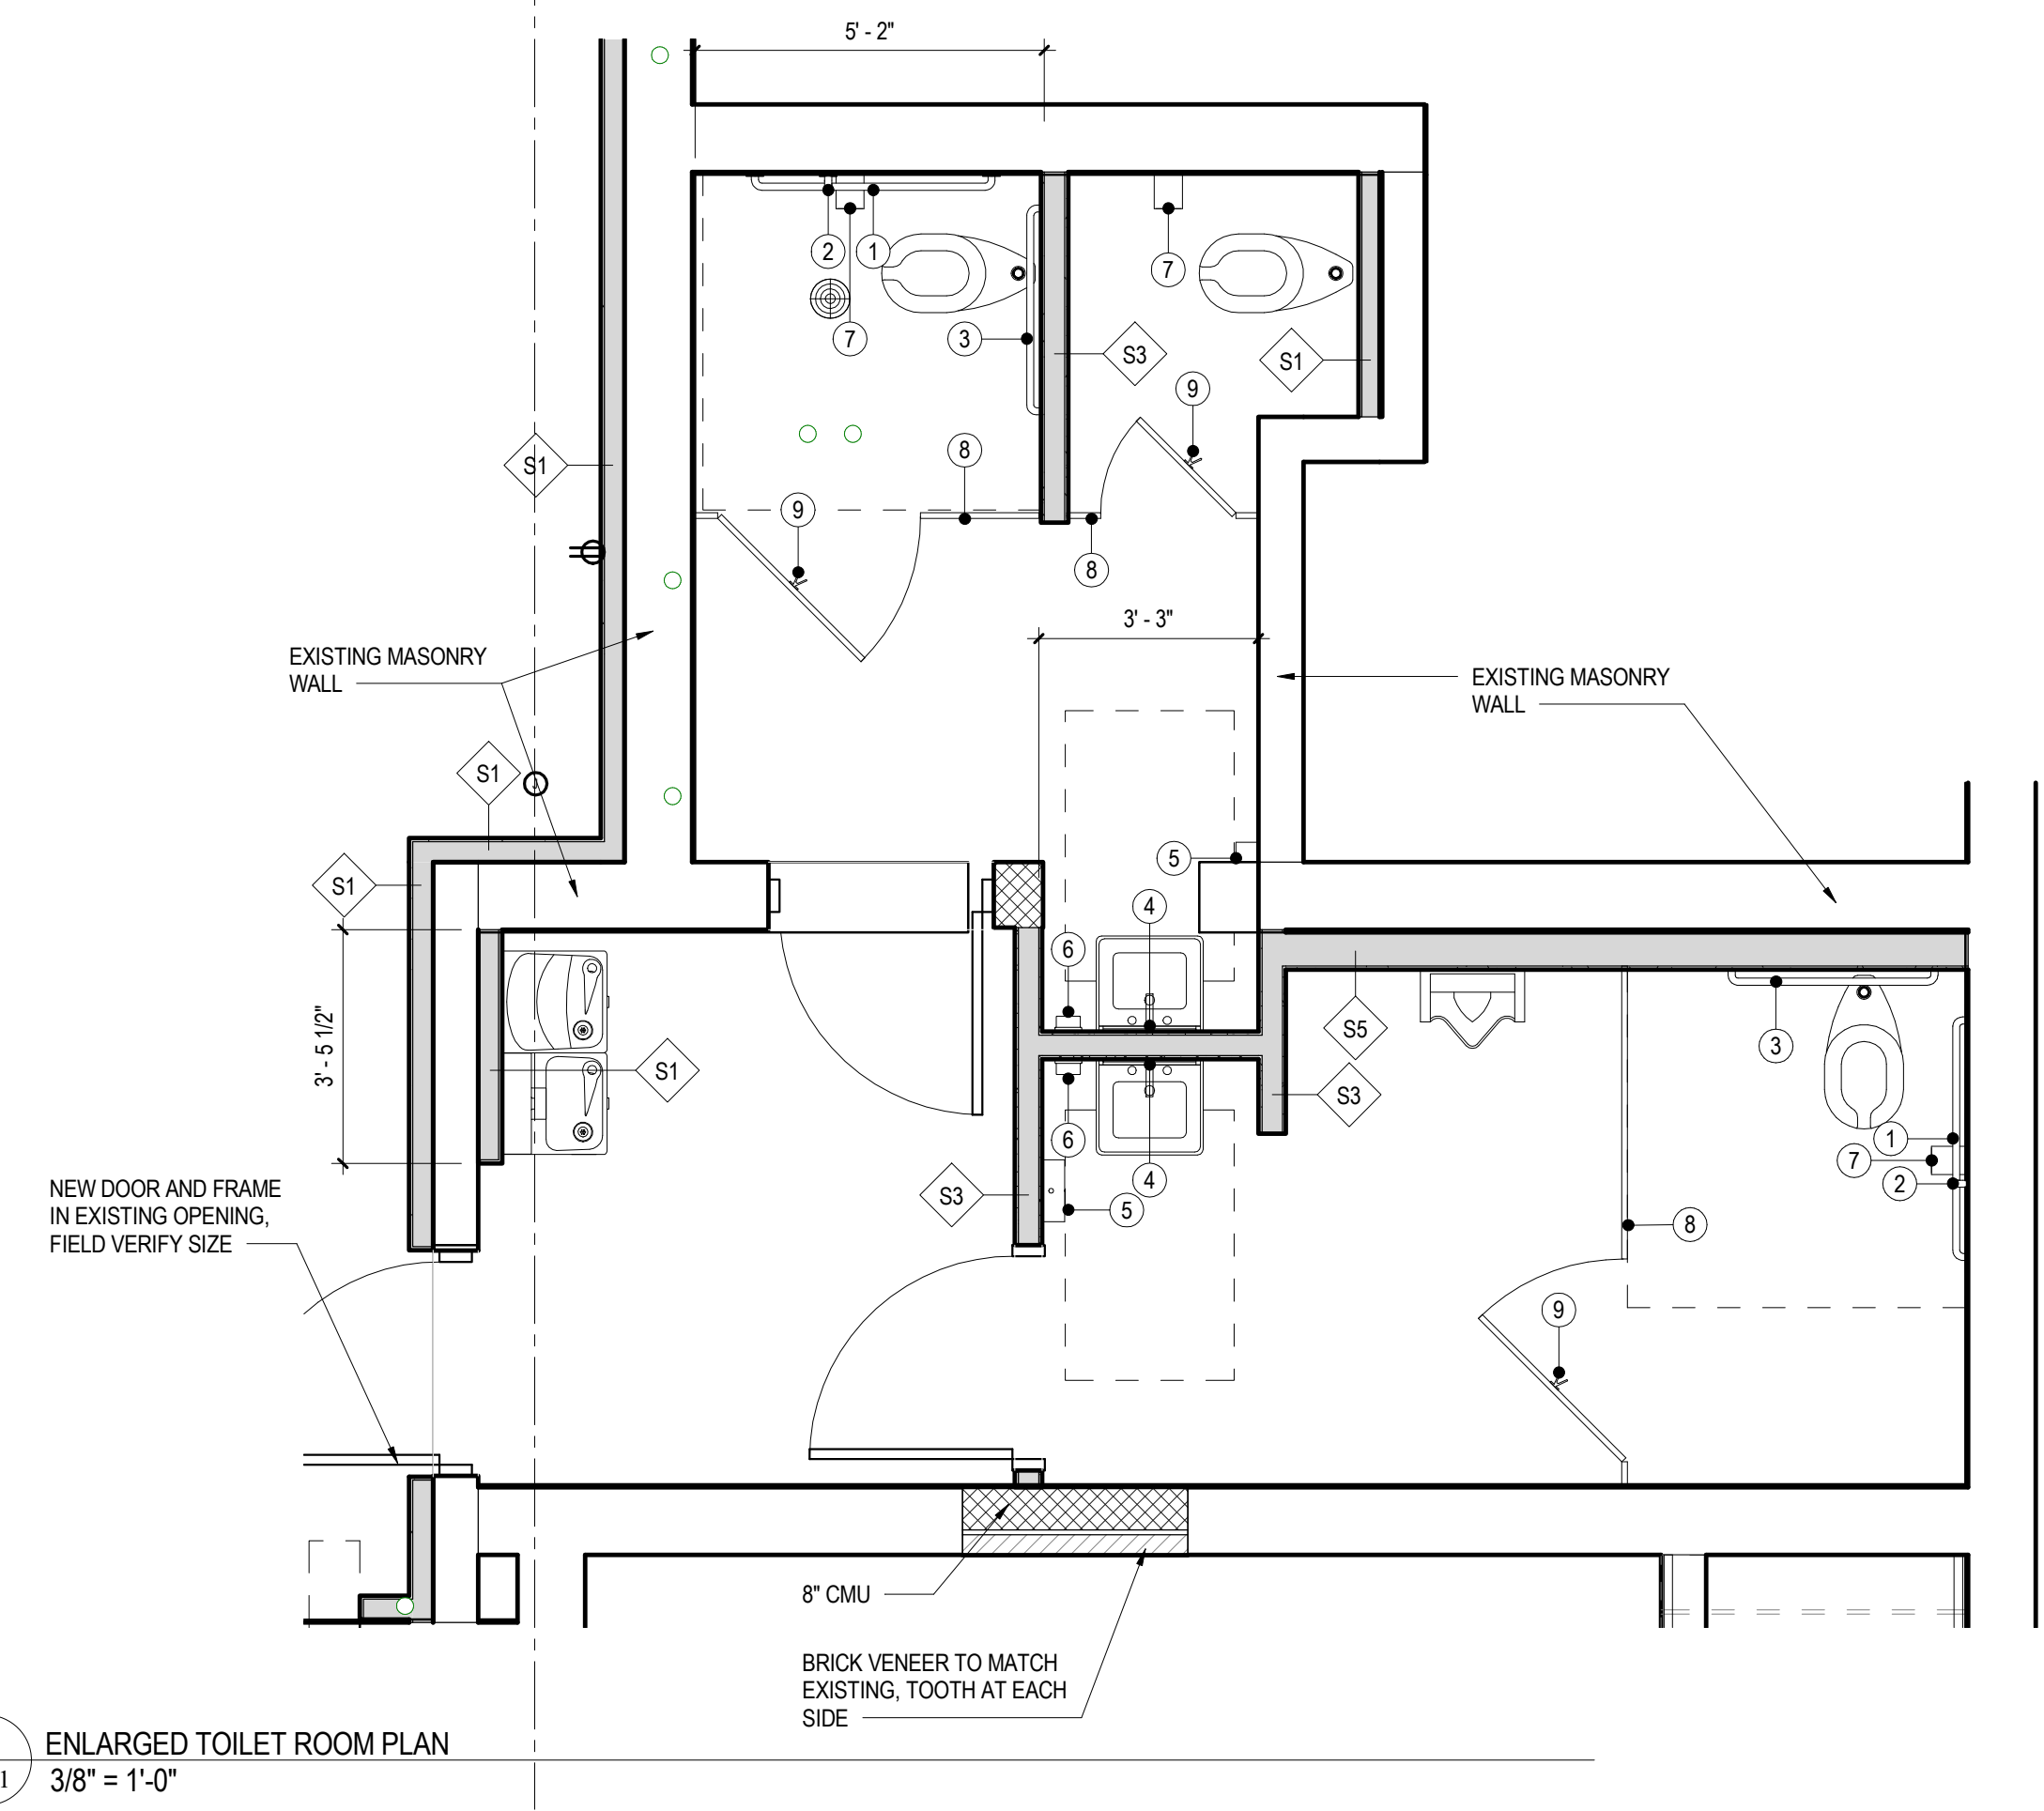 5' - 2"
2
1
7
7
3
S3
S1
9
8
S1
9
8
3' - 3"
EXISTING MASONRY
WALL
EXISTING MASONRY
WALL
S1
5
S1
4
6
3' - 5 1/2"
S5
3
S1
S3
6
1
7
4
2
NEW DOOR AND FRAME
IN EXISTING OPENING,
FIELD VERIFY SIZE
S3
5
8
9
8" CMU
BRICK VENEER TO MATCH
EXISTING, TOOTH AT EACH
SIDE
ENLARGED TOILET ROOM PLAN
1
3/8" = 1'-0"